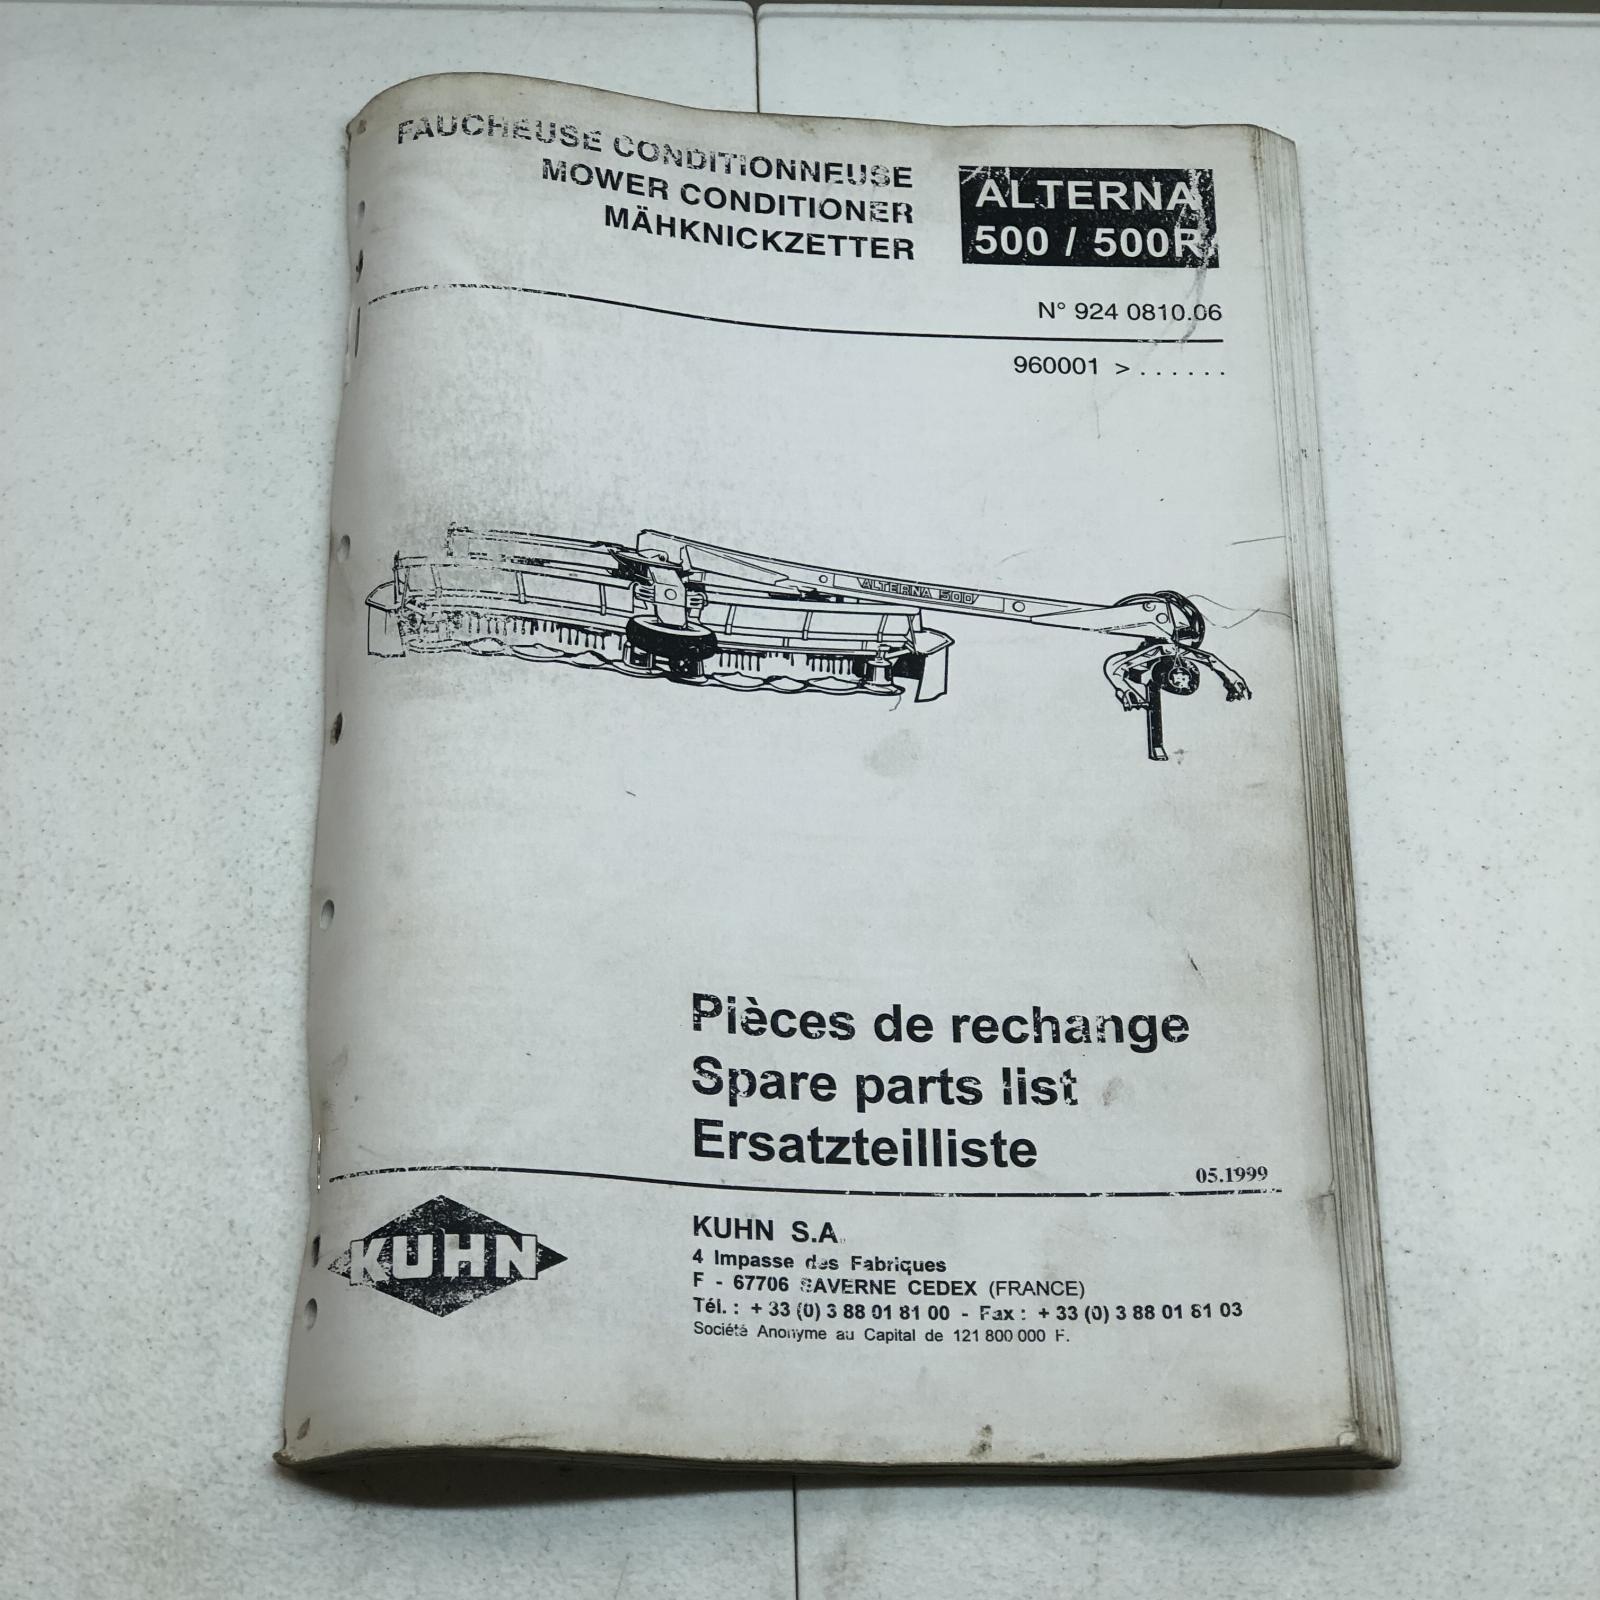 FAUCHEUSE CONDITIONNEUSE
MOWER CONDITIONER
MÄHKNICKZETTER
ALTERNA
500 / 500R
N° 924 0810.06
960001 > . . . . . .
ALTERNA 500
Pièces de rechange
Spare parts list
Ersatzteilliste
05.1999
KUHN
KUHN S.A.
4 Impasse des Fabriques
F - 67706 SAVERNE CEDEX (FRANCE)
Tél. : + 33 (0) 3 88 01 81 00 - Fax : + 33 (0) 3 88 01 81 03
Société Anonyme au Capital de 121 800 000 F.